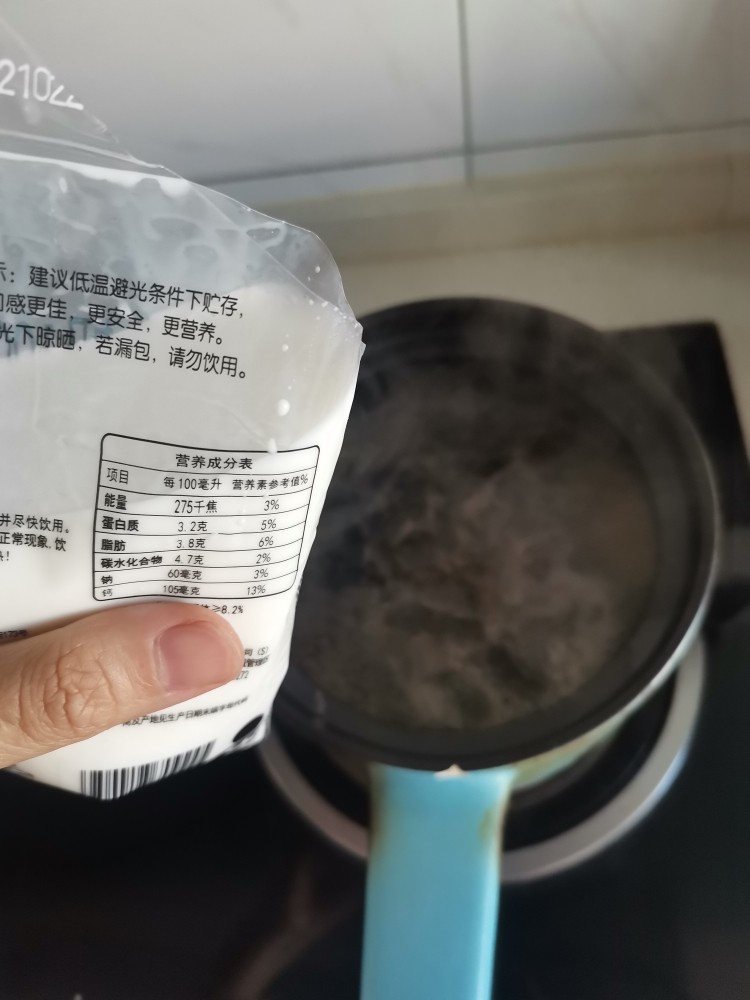 21022
示：建议低温避光条件下贮存，
口感更佳，更安全，更营养。
光下晾晒，若漏包，请勿饮用。
营养成分表
项目 每100毫升 营养素参考值%
能量 275千焦 3%
蛋白质 3.2克 5%
脂肪 3.8克 6%
碳水化合物 4.7克 2%
钠 60毫克 3%
钙 105毫克 13%
并尽快饮用。
正常现象,饮
≥8.2%